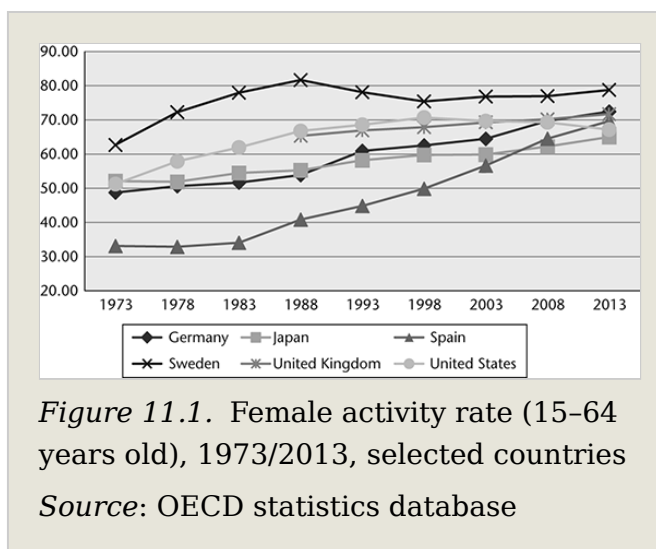 90.00
80.00
70.00
60.00
50.00
40.00
30.00
20.00
1973 1978 1983 1988 1993 1998 2003 2008 2013
Germany Japan Spain
Sweden United Kingdom United States
Figure 11.1. Female activity rate (15–64
years old), 1973/2013, selected countries
Source: OECD statistics database